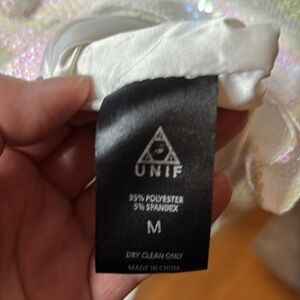 UNIF
95% POLYESTER
5% SPANDEX
M
DRY CLEAN ONLY
MADE IN CHINA